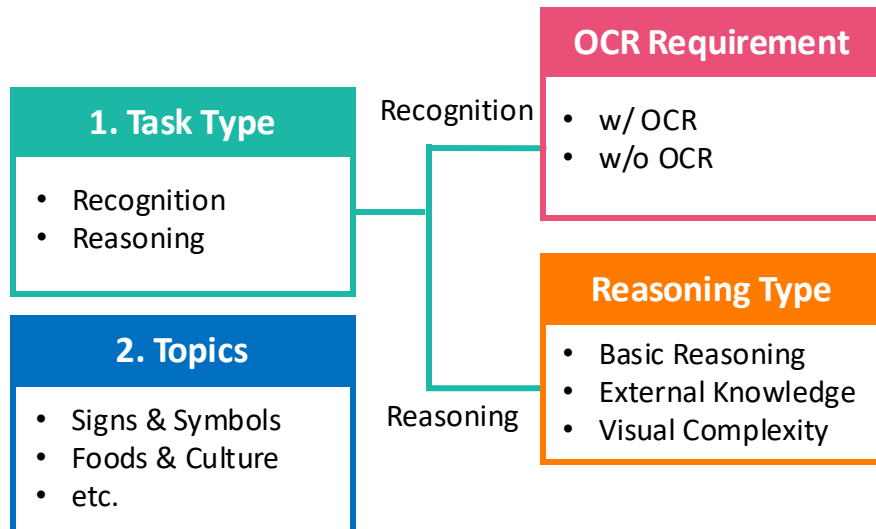 1. Task Type
• Recognition
• Reasoning
Recognition
OCR Requirement
• w/ OCR
• w/o OCR
Reasoning
Reasoning Type
• Basic Reasoning
• External Knowledge
• Visual Complexity
2. Topics
• Signs & Symbols
• Foods & Culture
• etc.